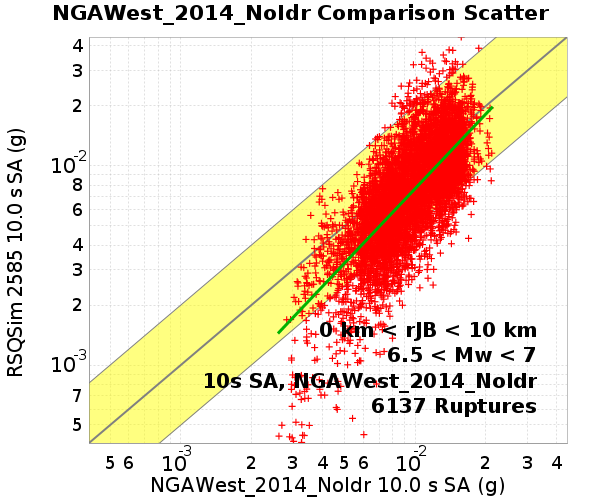 NGAWest_2014_NoIdr Comparison Scatter
4
3
2
10-2
8
6
4
3
2
10-3
7
5
RSQSim 2585 10.0 s SA (g)
0 km < rJB < 10 km
6.5 < Mw < 7
10s SA, NGAWest_2014_NoIdr
6137 Ruptures
5 6 10-3 2 3 4 5 6 10-2 2 3 4
NGAWest_2014_NoIdr 10.0 s SA (g)